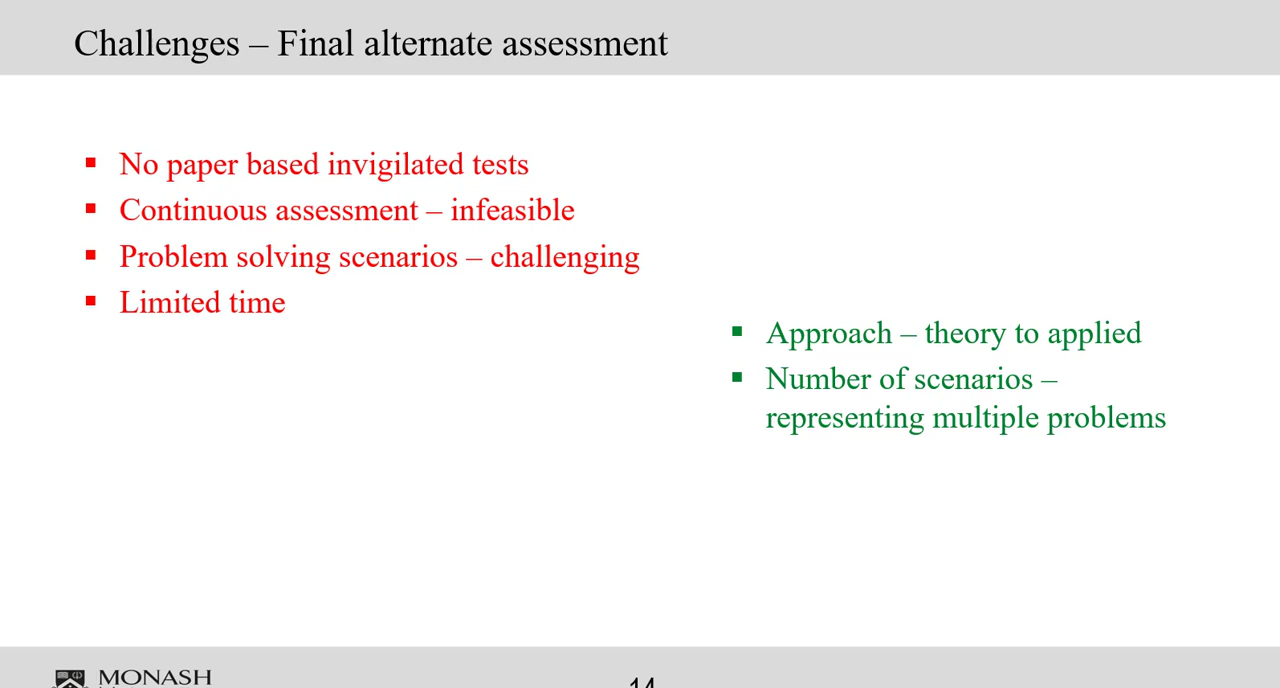 Challenges – Final alternate assessment
▪ No paper based invigilated tests
▪ Continuous assessment – infeasible
▪ Problem solving scenarios – challenging
▪ Limited time
▪ Approach – theory to applied
▪ Number of scenarios –
representing multiple problems
MONASH
14